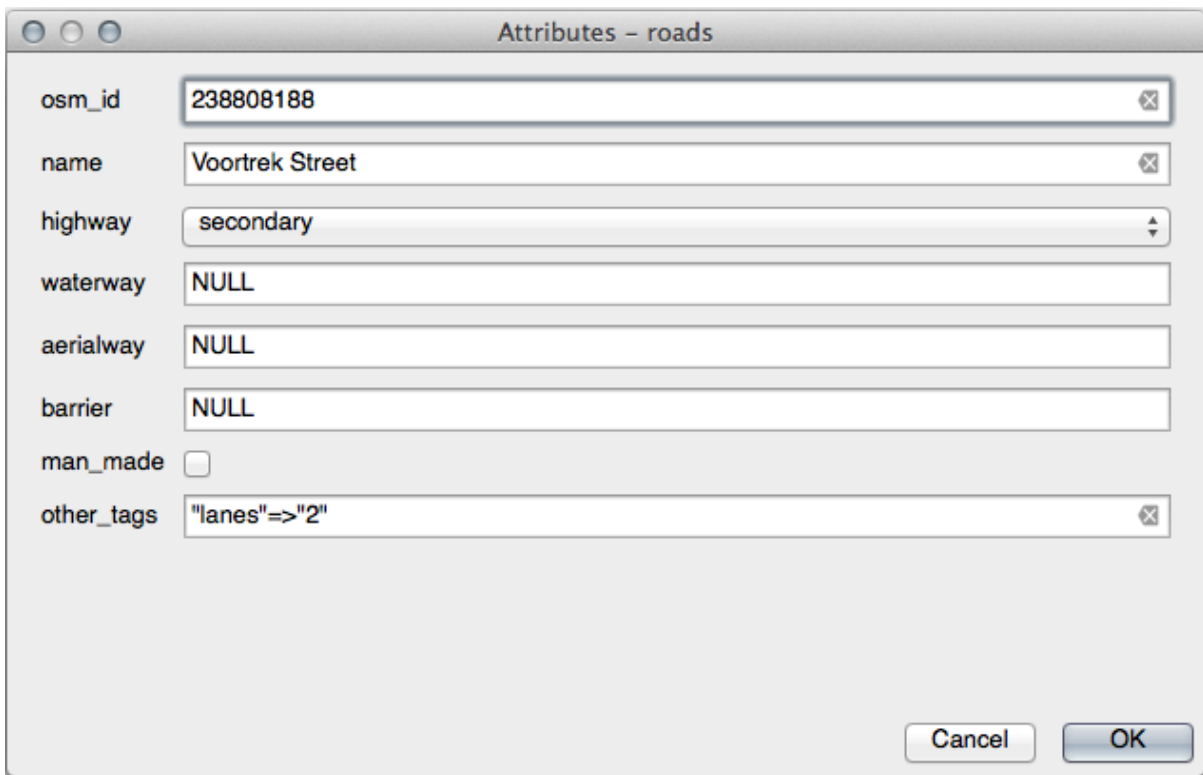 Attributes – roads
osm_id 238808188
name Voortrek Street
highway secondary
waterway NULL
aerialway NULL
barrier NULL
man_made
other_tags "lanes"=>"2"
Cancel OK